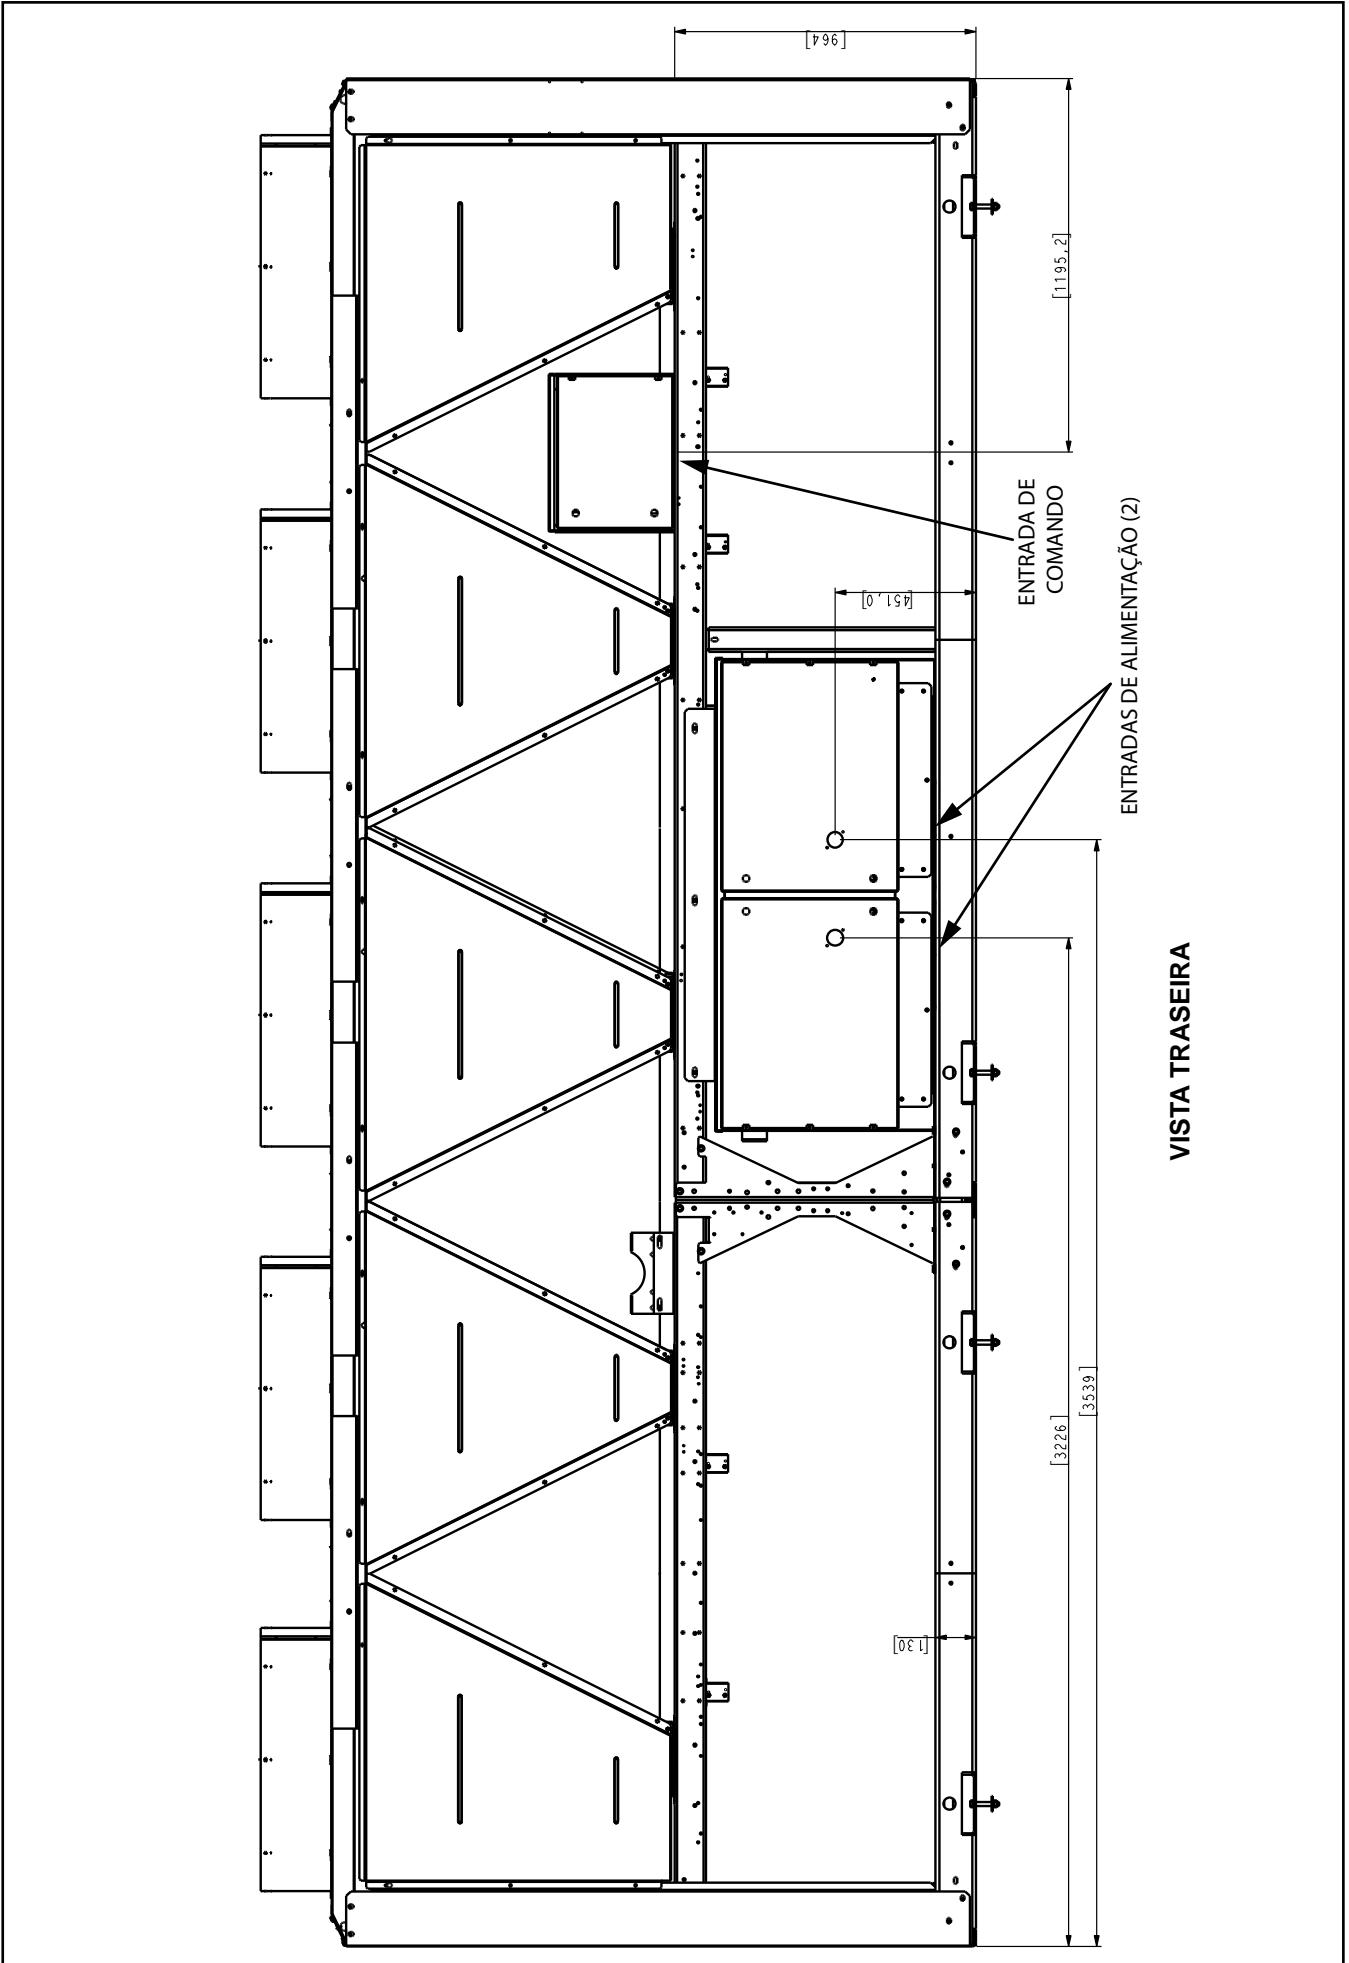 [964]
[1195,2]
ENTRADA DE
COMANDO
[451,0]
ENTRADAS DE ALIMENTAÇÃO (2)
[3539]
[3226]
[130]
VISTA TRASEIRA